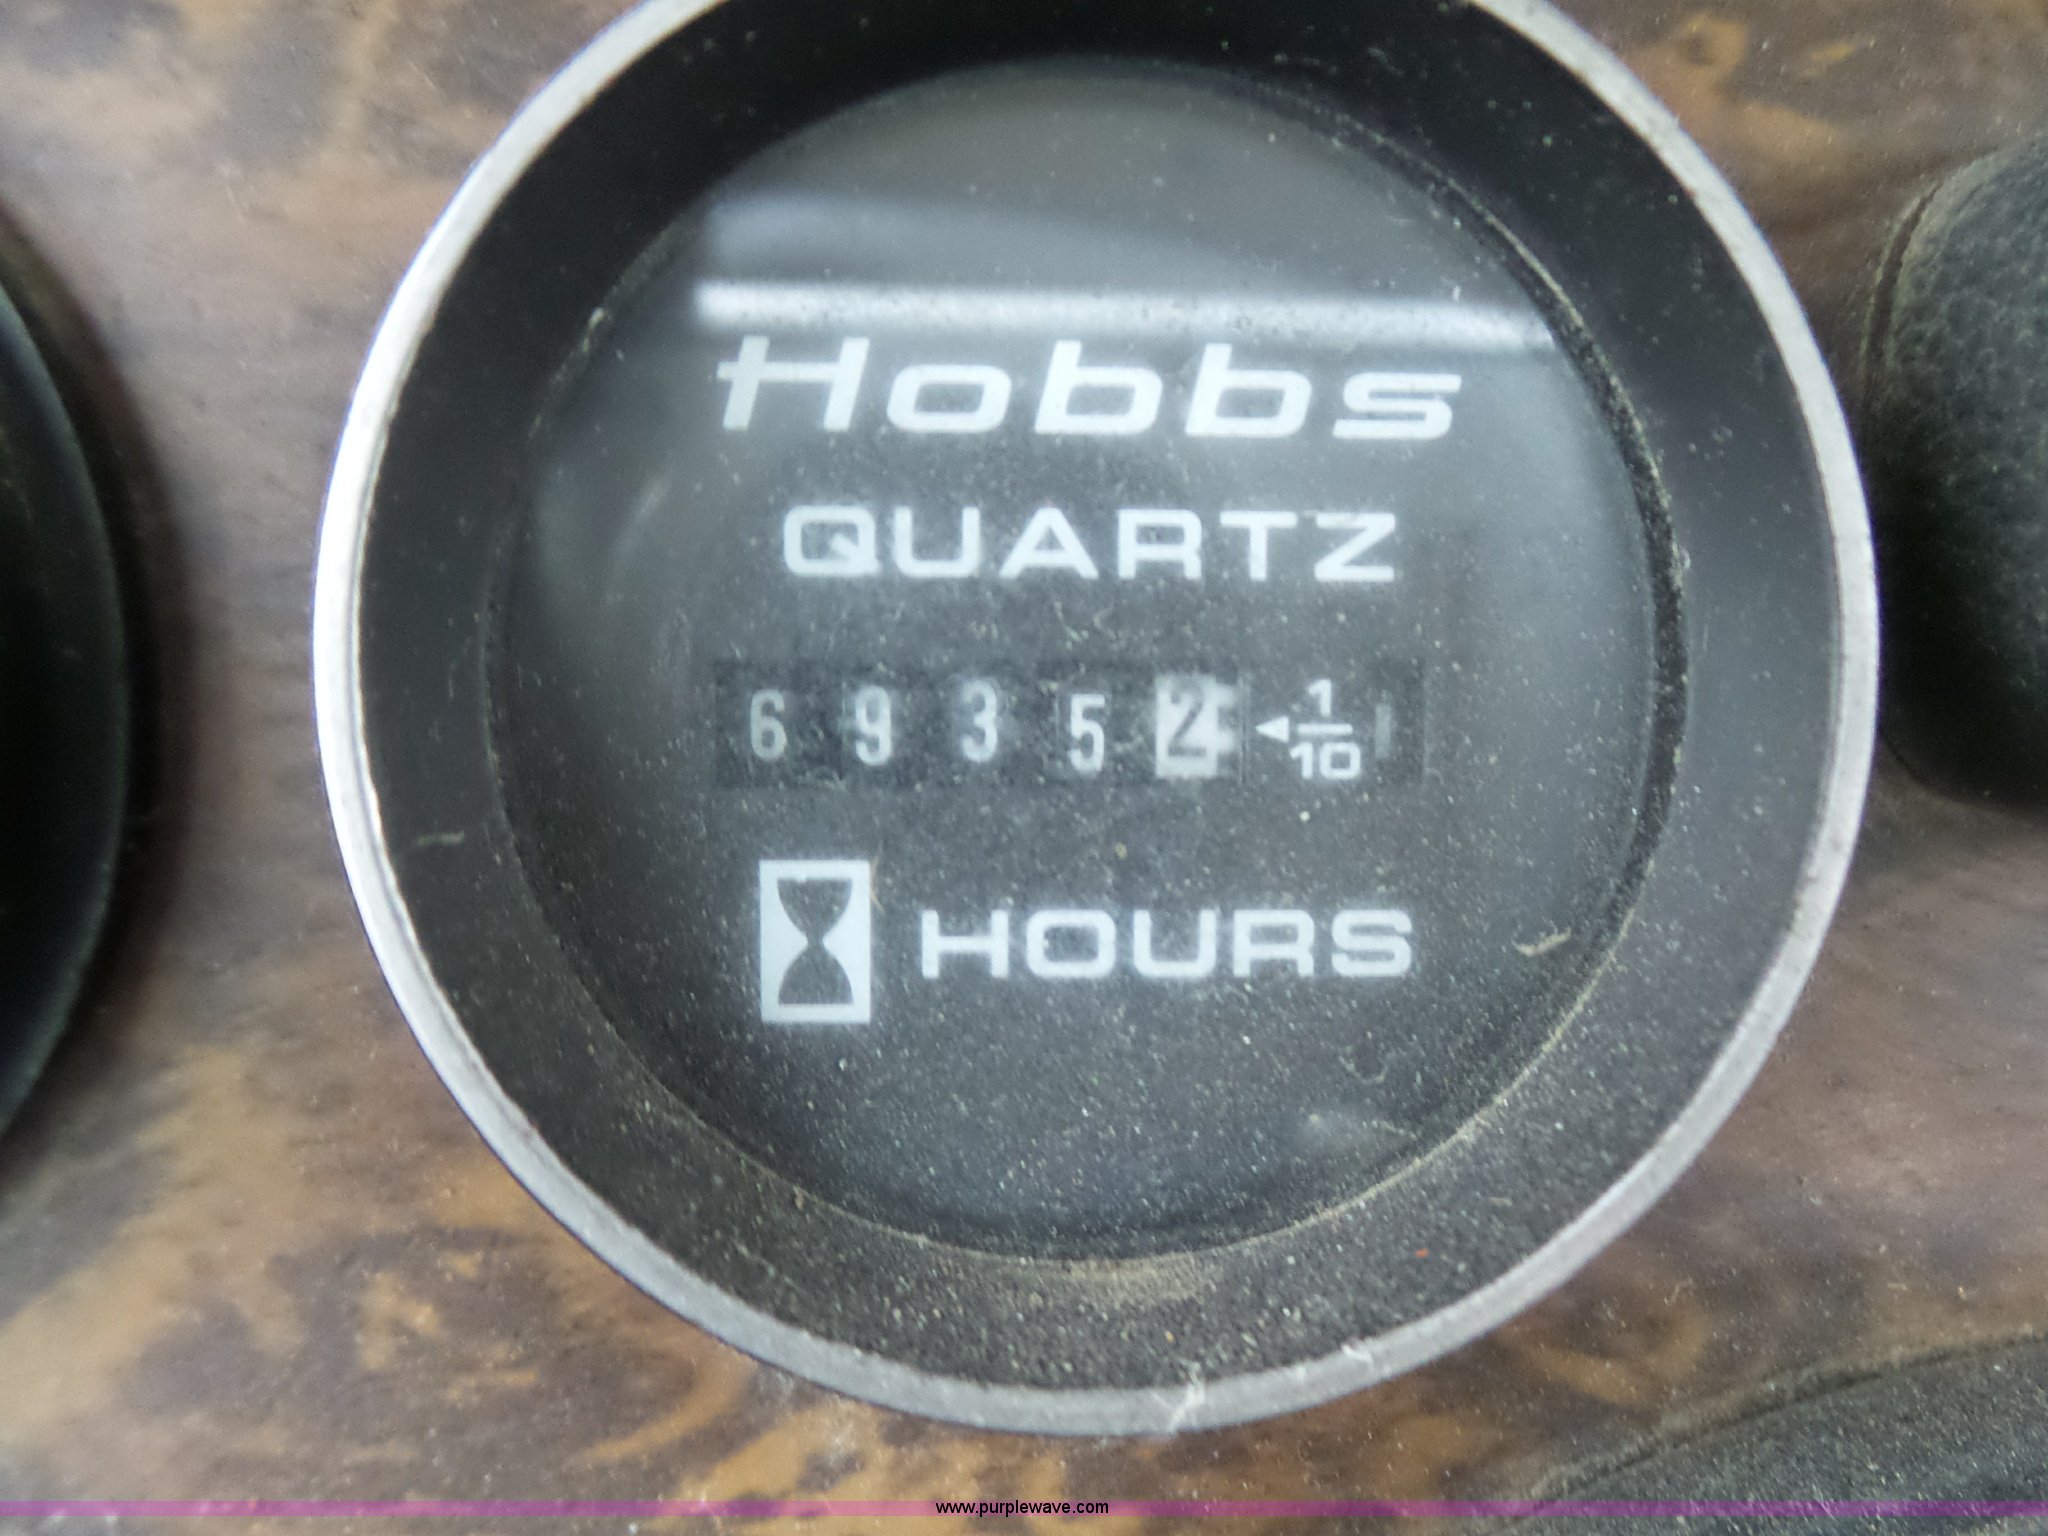 Hobbs
QUARTZ
6 9 3 5 2 ◄ 1/10
HOURS
www.purplewave.com